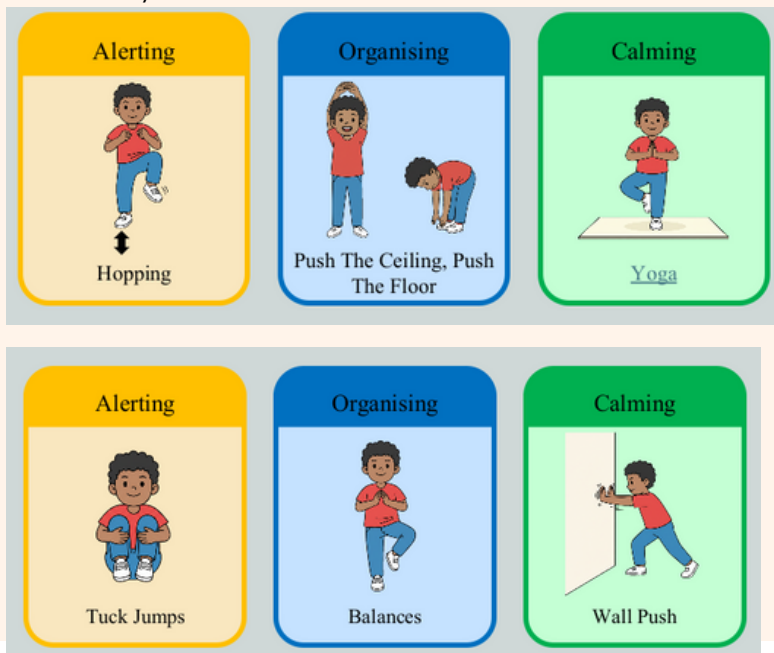 Alerting
Organising
Calming
Hopping
Push The Ceiling, Push
The Floor
Yoga
Alerting
Organising
Calming
Tuck Jumps
Balances
Wall Push